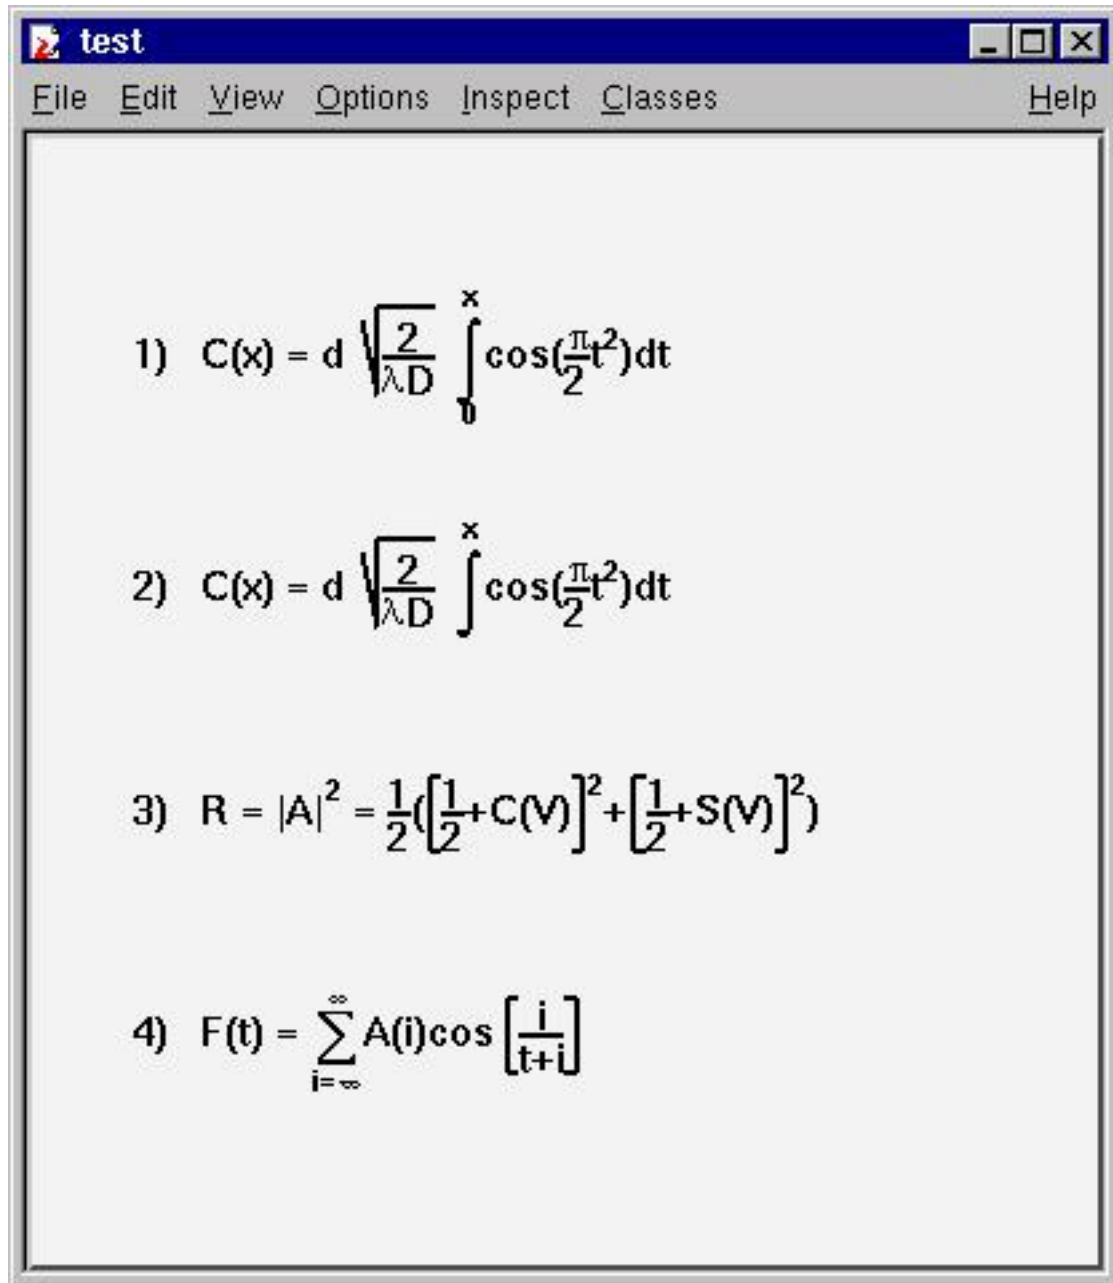 test
File Edit View Options Inspect Classes Help
1) C(x) = d √(2/(λD)) ∫₀ˣ cos(π/2 t²)dt
2) C(x) = d √(2/(λD)) ∫ˣ cos(π/2 t²)dt
3) R = |A|² = 1/2([1/2+C(V)]²+[1/2+S(V)]²)
4) F(t) = ∑ i=∞ ∞ A(i)cos [i/(t+i)]